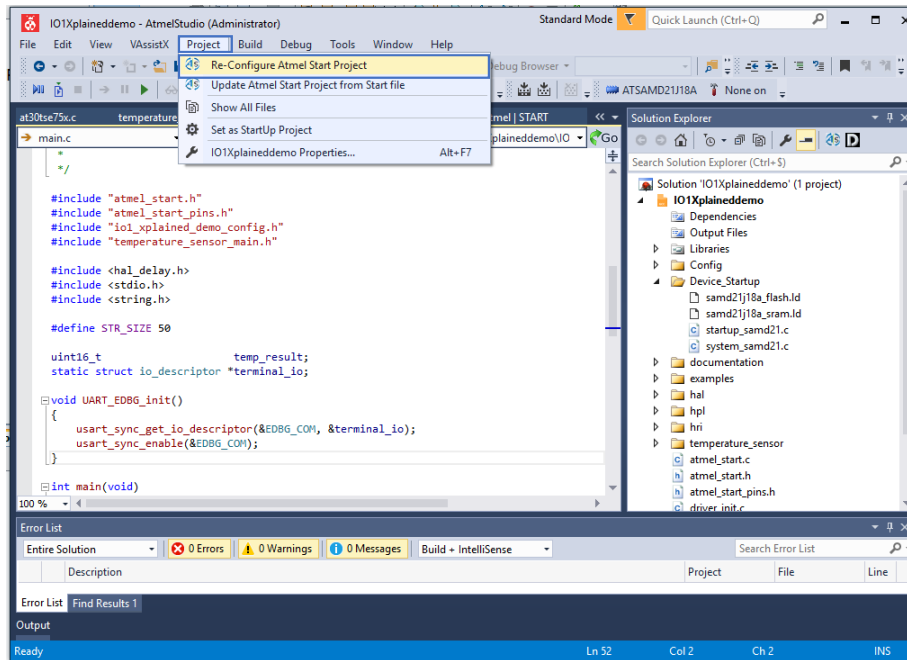 IO1Xplaineddemo - AtmelStudio (Administrator)
Standard Mode
Quick Launch (Ctrl+Q)
File Edit View VAssistX Project Build Debug Tools Window Help
Re-Configure Atmel Start Project
ebug Browser
Update Atmel Start Project from Start file
ATSAMD21J18A
None on
Show All Files
Set as StartUp Project
IO1Xplaineddemo Properties... Alt+F7
at30tse75x.c
temperature_
mel | START
main.c
plaineddemo\IO
Go
*
*/
#include "atmel_start.h"
#include "atmel_start_pins.h"
#include "io1_xplained_demo_config.h"
#include "temperature_sensor_main.h"
#include <hal_delay.h>
#include <stdio.h>
#include <string.h>
#define STR_SIZE 50
uint16_t temp_result;
static struct io_descriptor *terminal_io;
void UART_EDBG_init()
{
usart_sync_get_io_descriptor(&EDBG_COM, &terminal_io);
usart_sync_enable(&EDBG_COM);
}
int main(void)
100 %
Solution Explorer
Search Solution Explorer (Ctrl+$)
Solution 'IO1Xplaineddemo' (1 project)
IO1Xplaineddemo
Dependencies
Output Files
Libraries
Config
Device_Startup
samd21j18a_flash.ld
samd21j18a_sram.ld
startup_samd21.c
system_samd21.c
documentation
examples
hal
hpl
hri
temperature_sensor
atmel_start.c
atmel_start.h
atmel_start_pins.h
driver_init.c
Error List
Entire Solution
0 Errors
0 Warnings
0 Messages
Build + IntelliSense
Search Error List
Description Project File Line
Error List Find Results 1
Output
Ready Ln 52 Col 2 Ch 2 INS